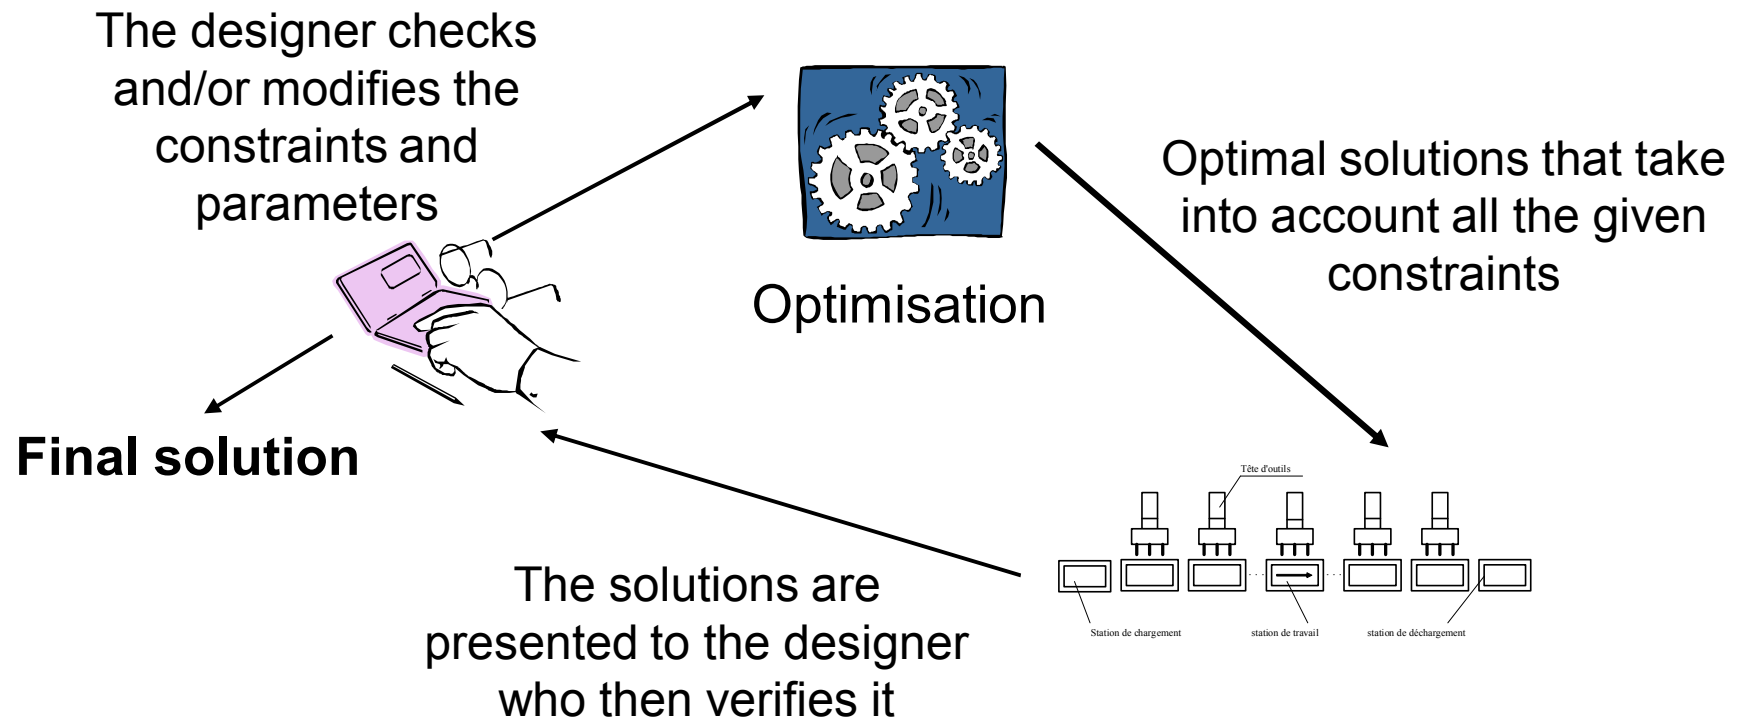 The designer checks
and/or modifies the
constraints and
parameters
Optimisation
Optimal solutions that take
into account all the given
constraints
Final solution
Tête d'outils
Station de chargement
station de travail
station de déchargement
The solutions are
presented to the designer
who then verifies it